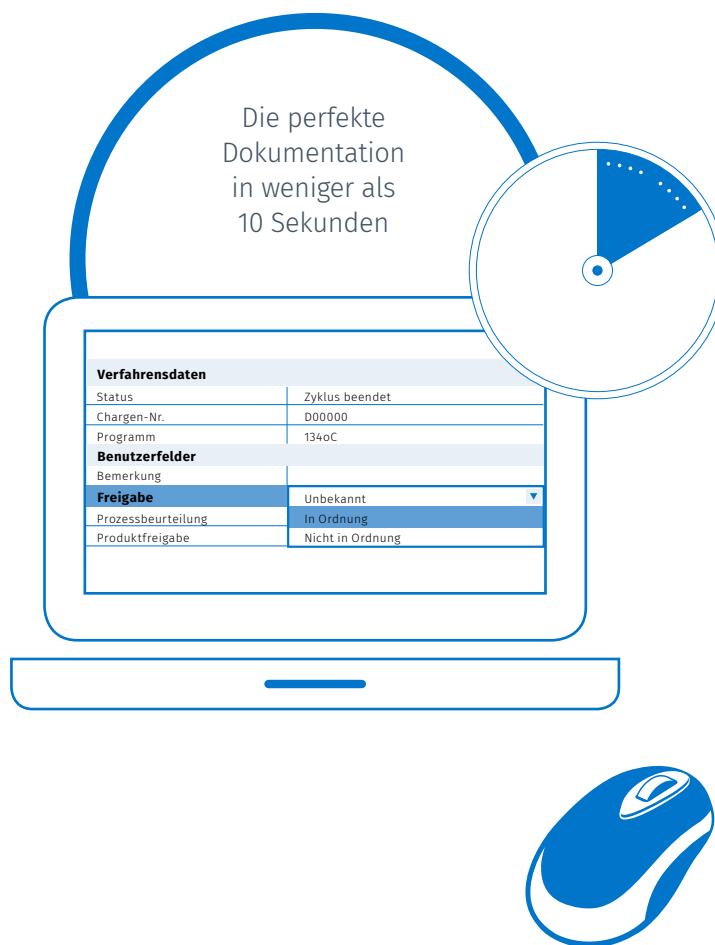 Die perfekte
Dokumentation
in weniger als
10 Sekunden
Verfahrensdaten
Status Zyklus beendet
Chargen-Nr. D00000
Programm 134oC
Benutzerfelder
Bemerkung
Freigabe Unbekannt
Prozessbeurteilung In Ordnung
Produktfreigabe Nicht in Ordnung